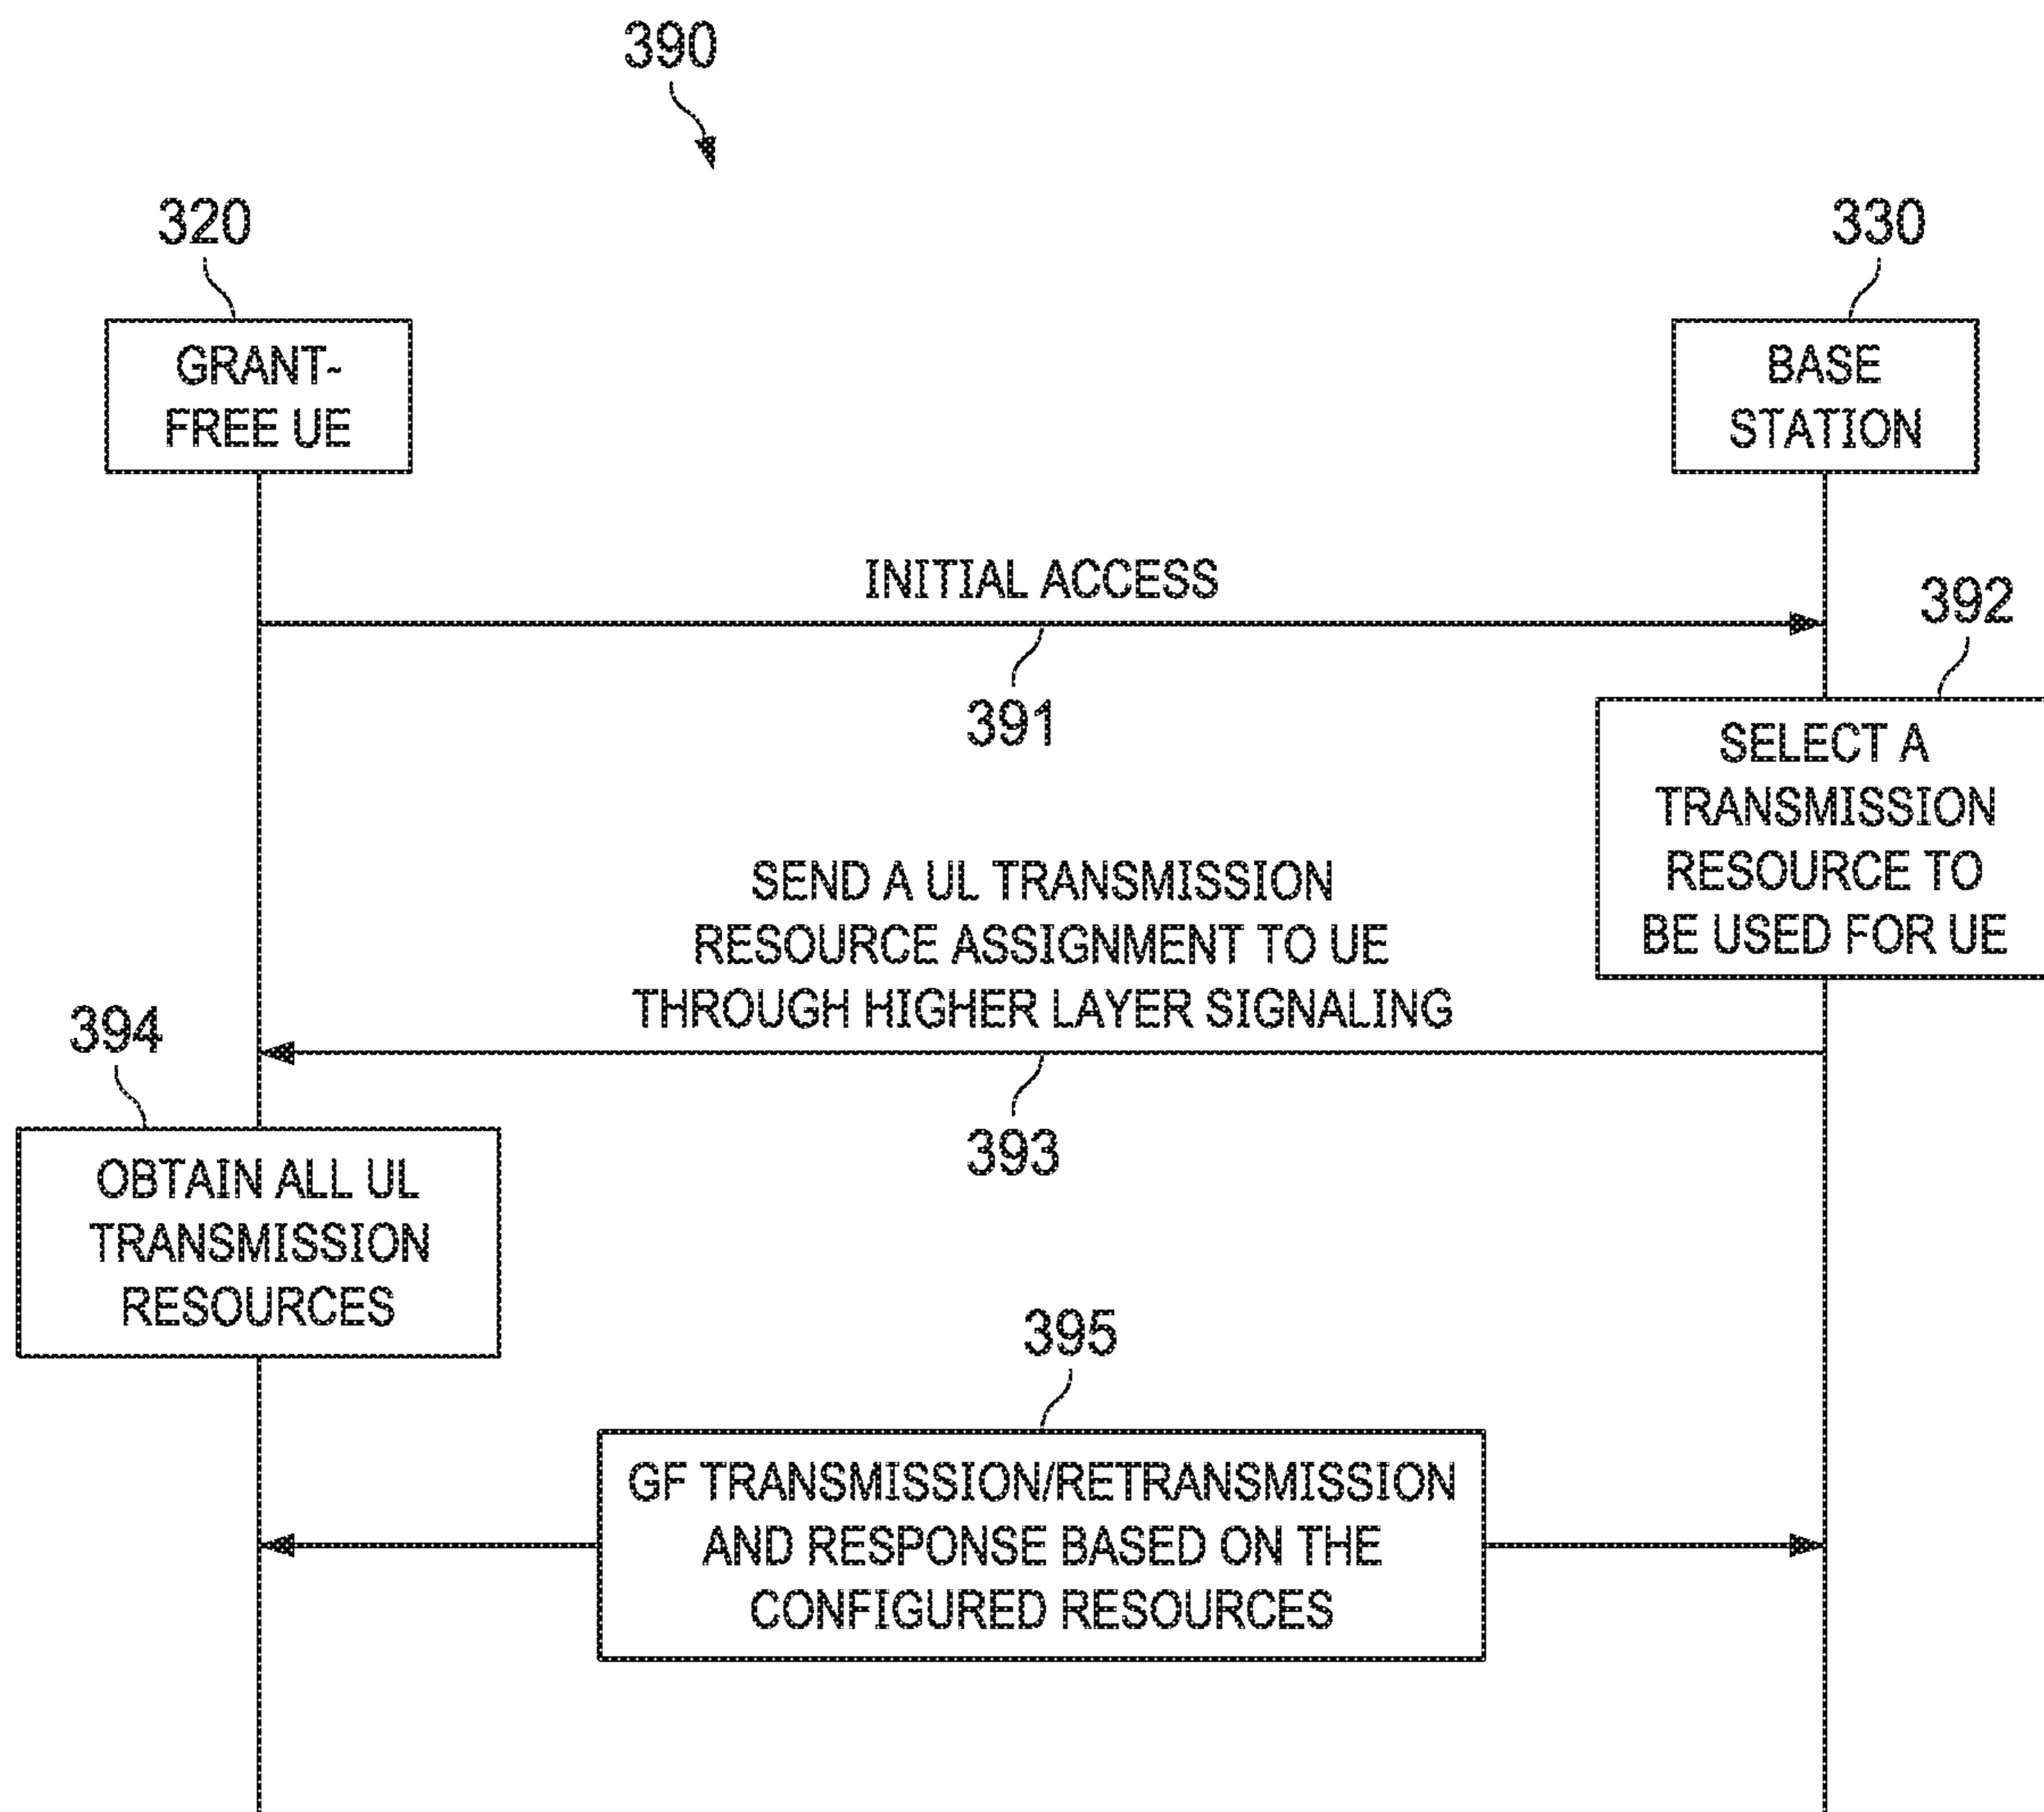 390
320
330
GRANT-
FREE UE
BASE
STATION
INITIAL ACCESS
391
392
SELECT A
TRANSMISSION
RESOURCE TO
BE USED FOR UE
SEND A UL TRANSMISSION
RESOURCE ASSIGNMENT TO UE
THROUGH HIGHER LAYER SIGNALING
393
394
OBTAIN ALL UL
TRANSMISSION
RESOURCES
395
GF TRANSMISSION/RETRANSMISSION
AND RESPONSE BASED ON THE
CONFIGURED RESOURCES